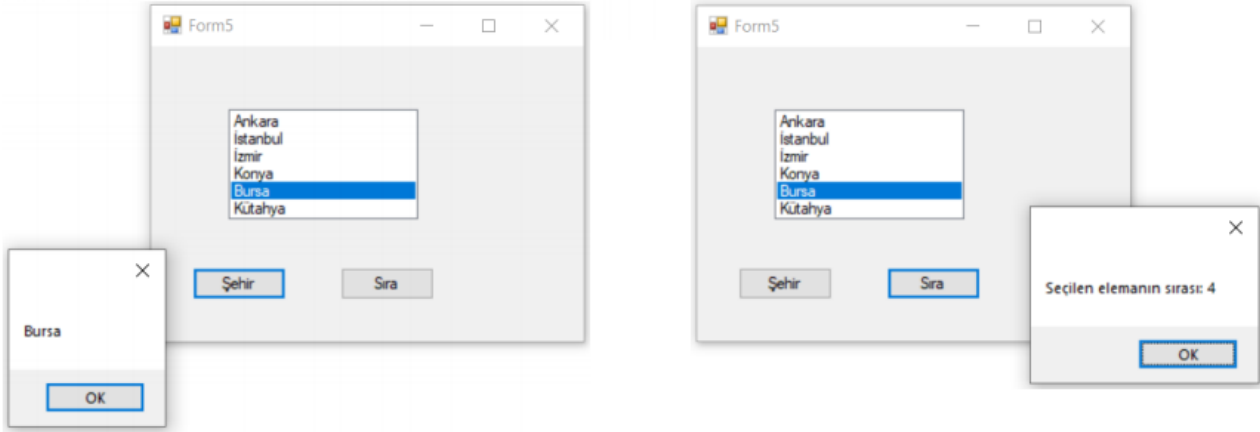 Form5
Ankara
İstanbul
İzmir
Konya
Bursa
Kütahya
Şehir
Sıra
Bursa
OK
Form5
Ankara
İstanbul
İzmir
Konya
Bursa
Kütahya
Şehir
Sıra
Seçilen elemanın sırası: 4
OK